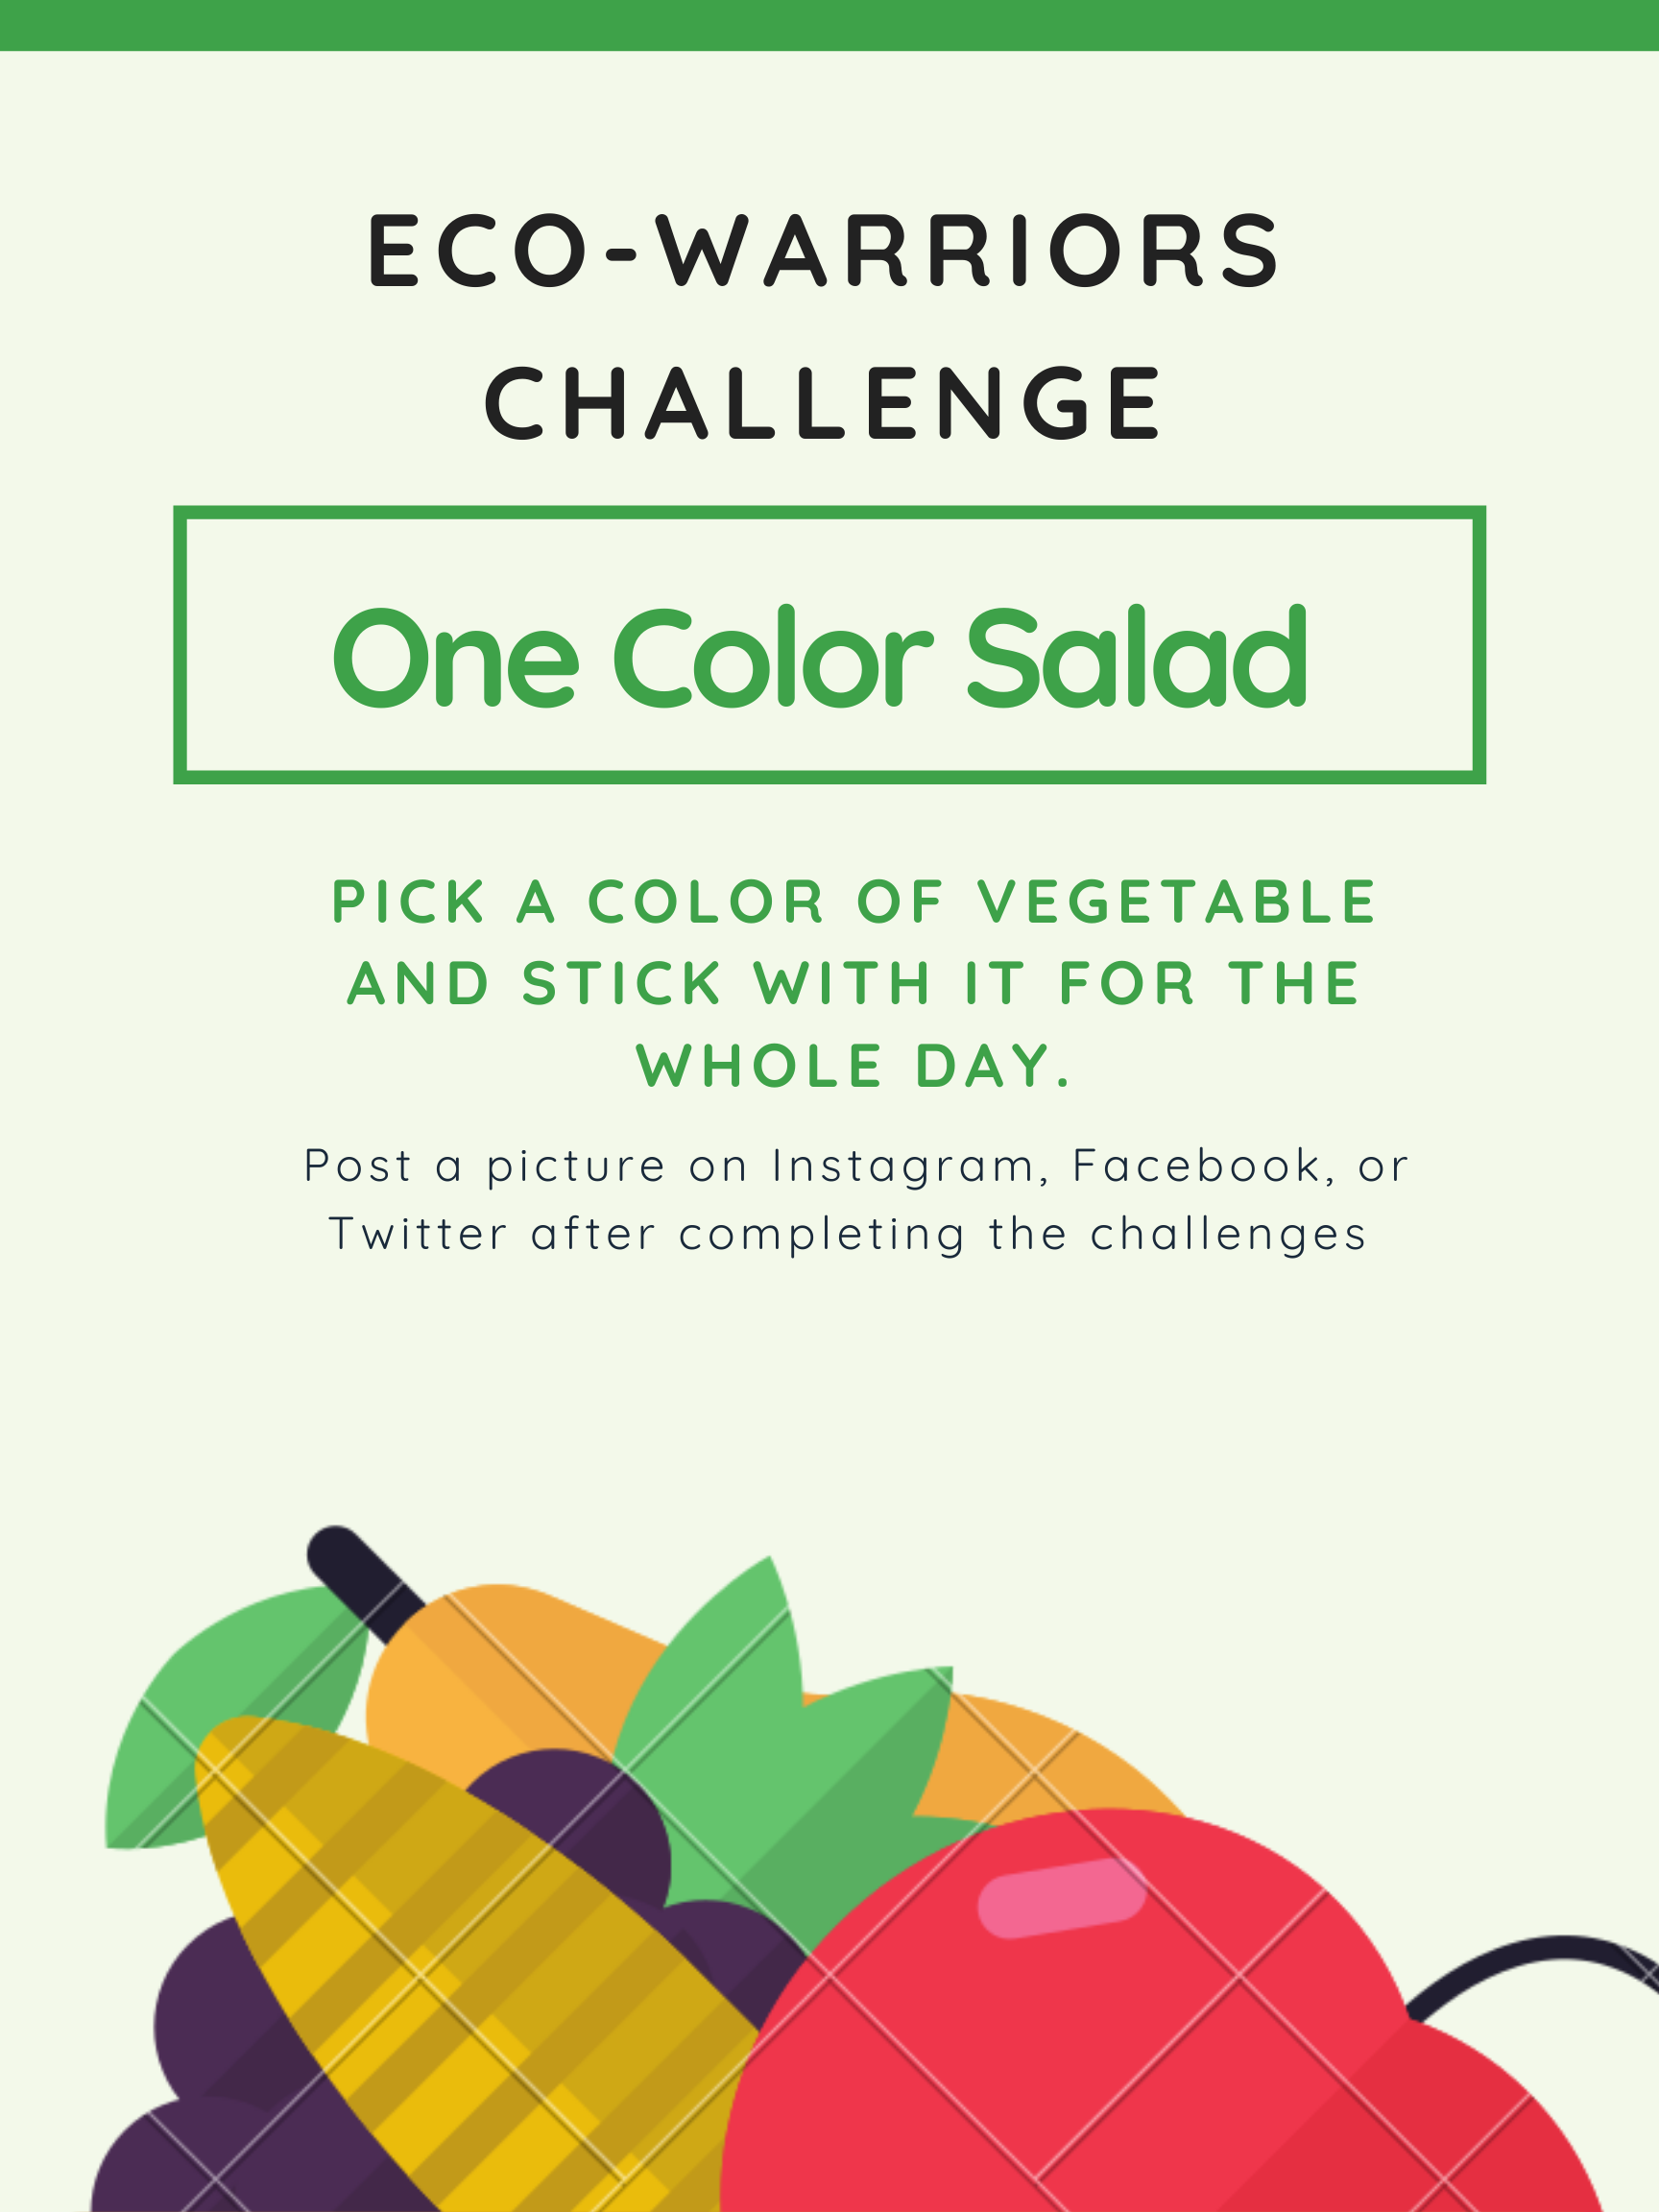 ECO-WARRIORS
CHALLENGE
One Color Salad
PICK A COLOR OF VEGETABLE
AND STICK WITH IT FOR THE
WHOLE DAY.
Post a picture on Instagram, Facebook, or
Twitter after completing the challenges